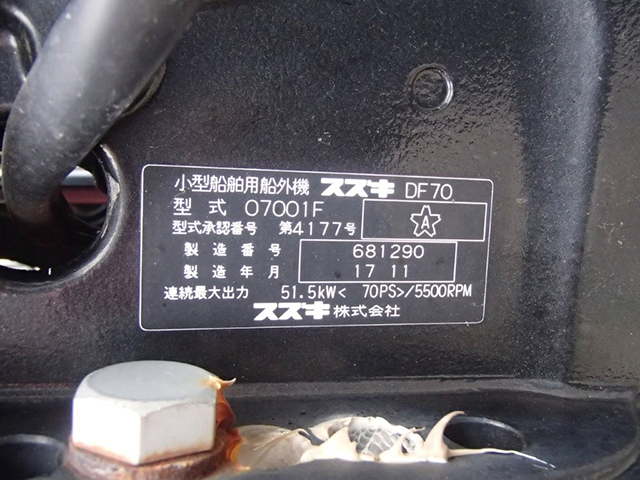 小型船舶用船外機 スズキ DF70
型式 07001F
A
型式承認番号 第4177号
製造番号 681290
製造年月 17 11
連続最大出力 51.5kW< 70PS>/5500RPM
スズキ株式会社